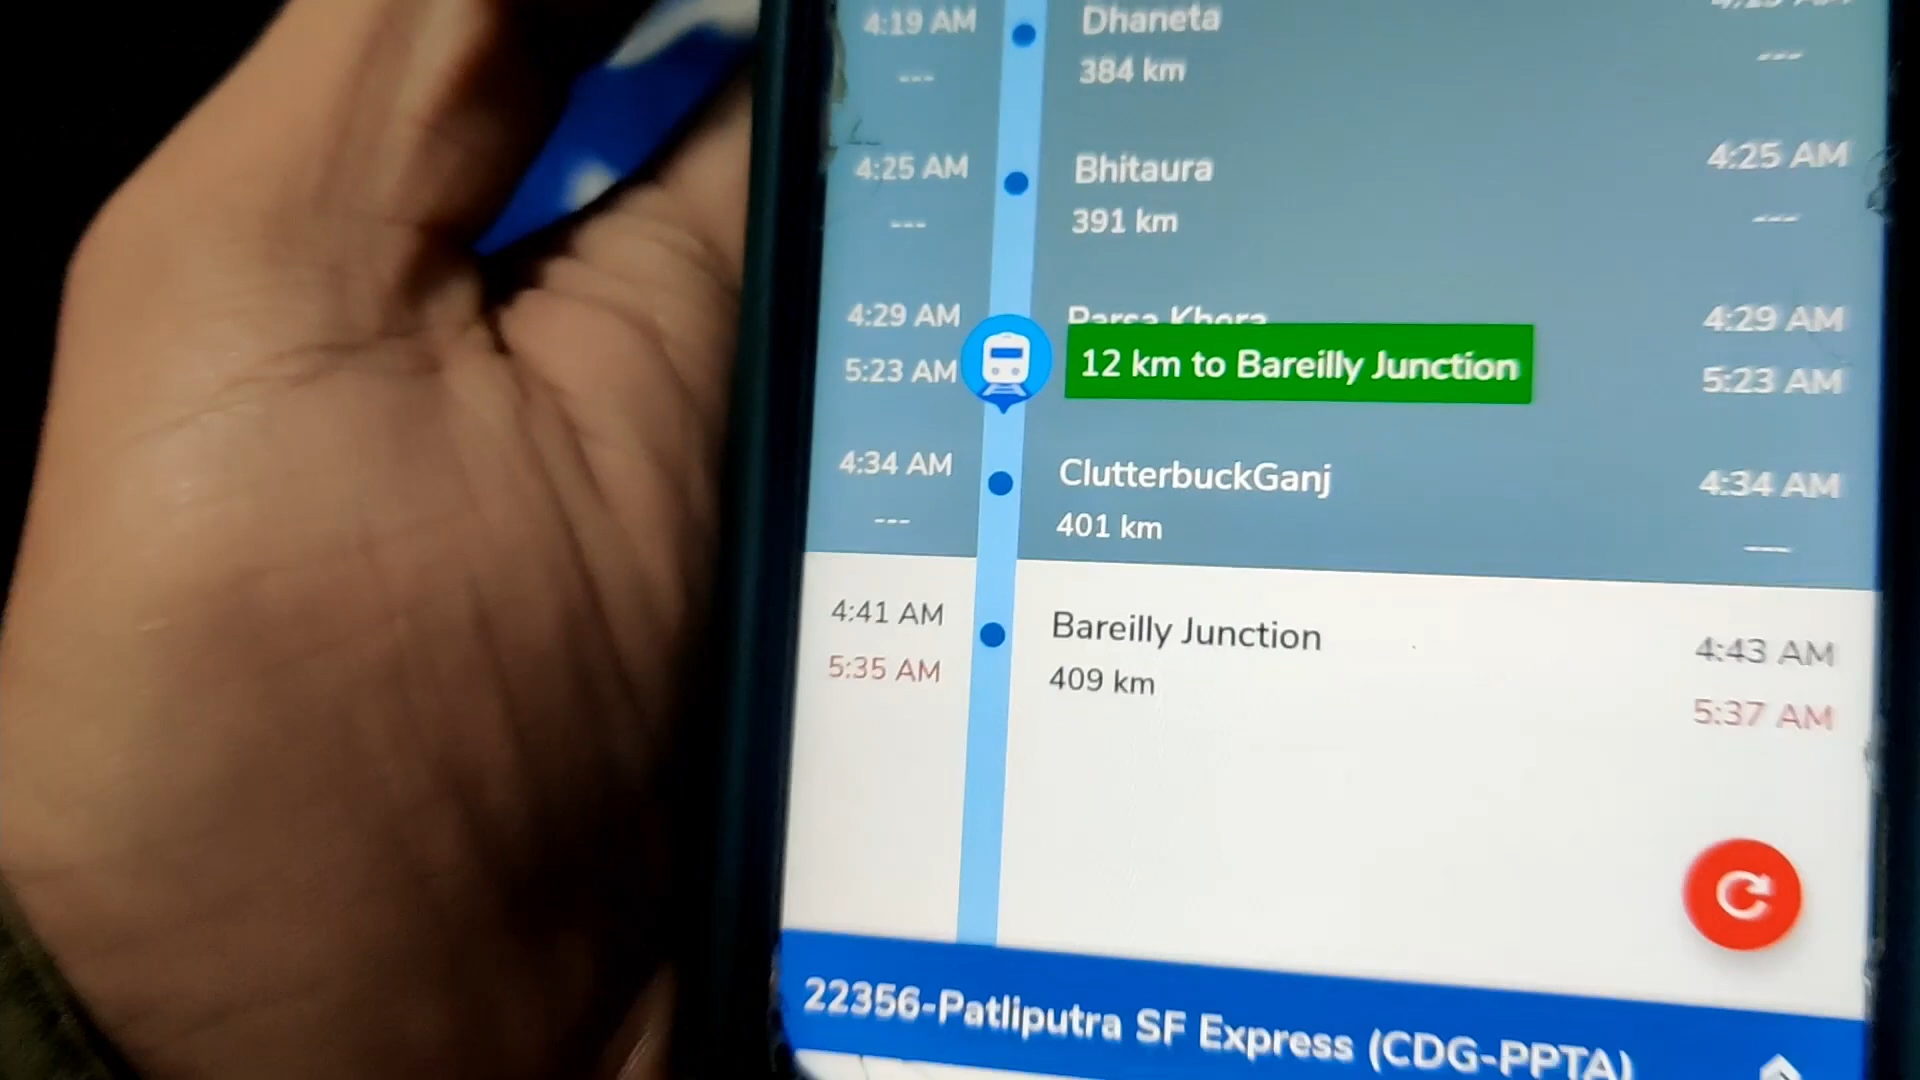 4:19 AM Dhaneta
--- 384 km ---
4:25 AM Bhitaura 4:25 AM
--- 391 km ---
4:29 AM Parsa Khera 4:29 AM
5:23 AM 12 km to Bareilly Junction 5:23 AM
4:34 AM ClutterbuckGanj 4:34 AM
--- 401 km ---
4:41 AM Bareilly Junction 4:43 AM
5:35 AM 409 km 5:37 AM
22356-Patliputra SF Express (CDG-PPTA)